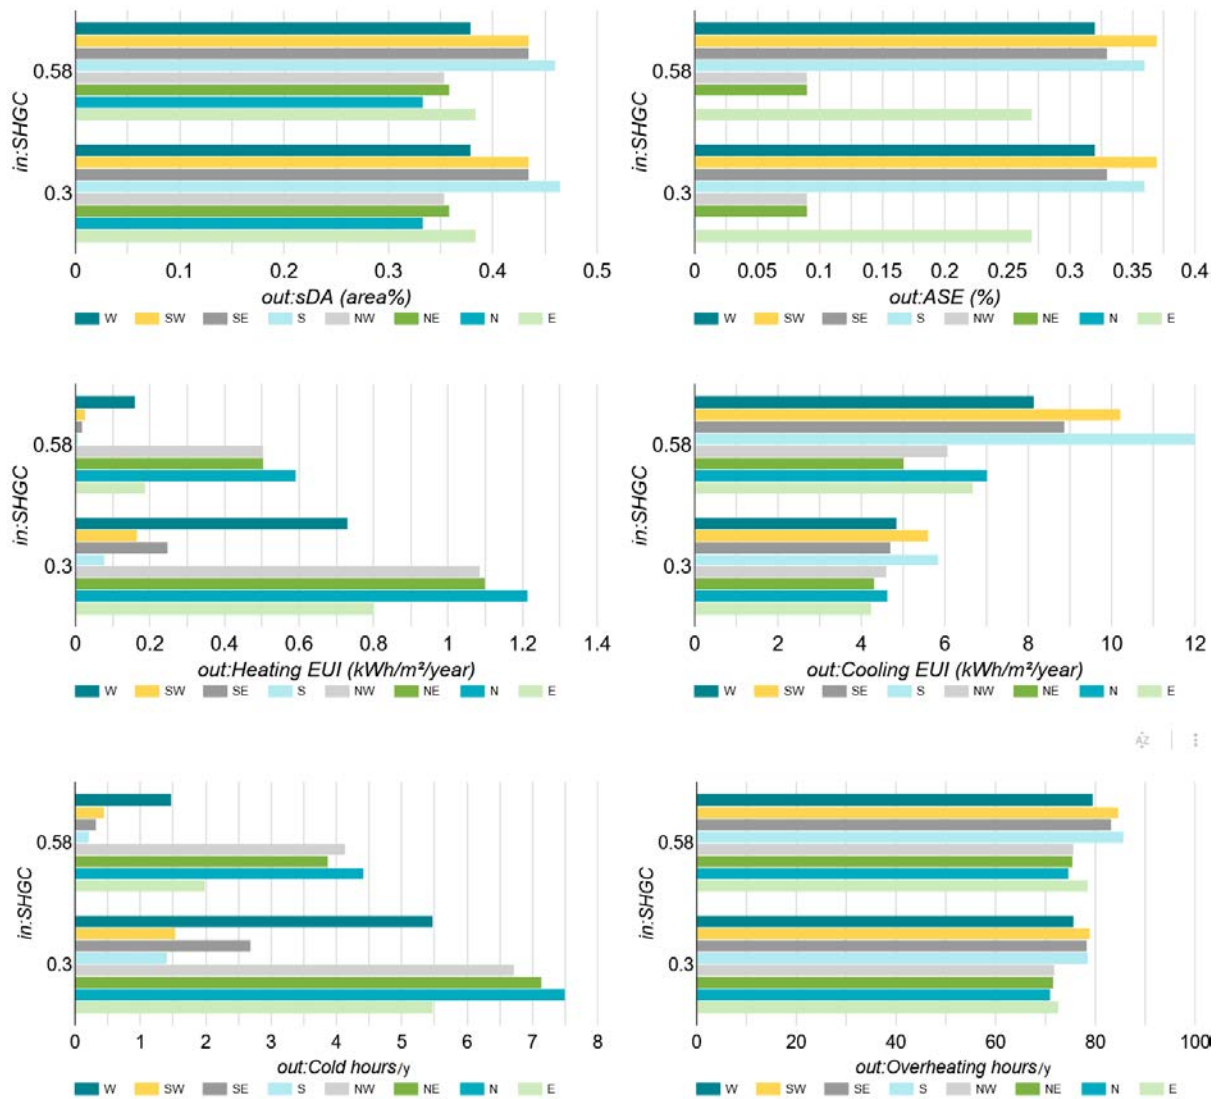 in:SHGC
0.58
0.3
0 0.1 0.2 0.3 0.4 0.5
out:sDA (area%)
W SW SE S NW NE N E
in:SHGC
0.58
0.3
0 0.05 0.1 0.15 0.2 0.25 0.3 0.35 0.4
out:ASE (%)
W SW SE S NW NE N E
in:SHGC
0.58
0.3
0 0.2 0.4 0.6 0.8 1 1.2 1.4
out:Heating EUI (kWh/m²/year)
W SW SE S NW NE N E
in:SHGC
0.58
0.3
0 2 4 6 8 10 12
out:Cooling EUI (kWh/m²/year)
W SW SE S NW NE N E
AZ
in:SHGC
0.58
0.3
0 1 2 3 4 5 6 7 8
out:Cold hours/y
W SW SE S NW NE N E
in:SHGC
0.58
0.3
0 20 40 60 80 100
out:Overheating hours/y
W SW SE S NW NE N E